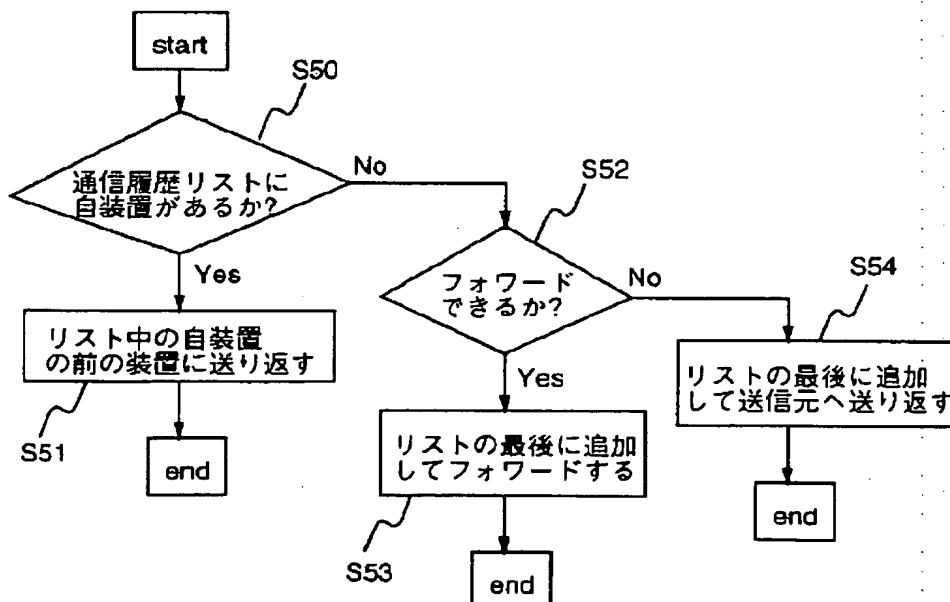 start
S50
通信履歴リストに
自装置があるか?
No
Yes
S52
フォワード
できるか?
No
Yes
S54
リスト中の自装置
の前の装置に送り返す
S51
end
リストの最後に追加
してフォワードする
S53
end
リストの最後に追加
して送信元へ送り返す
end